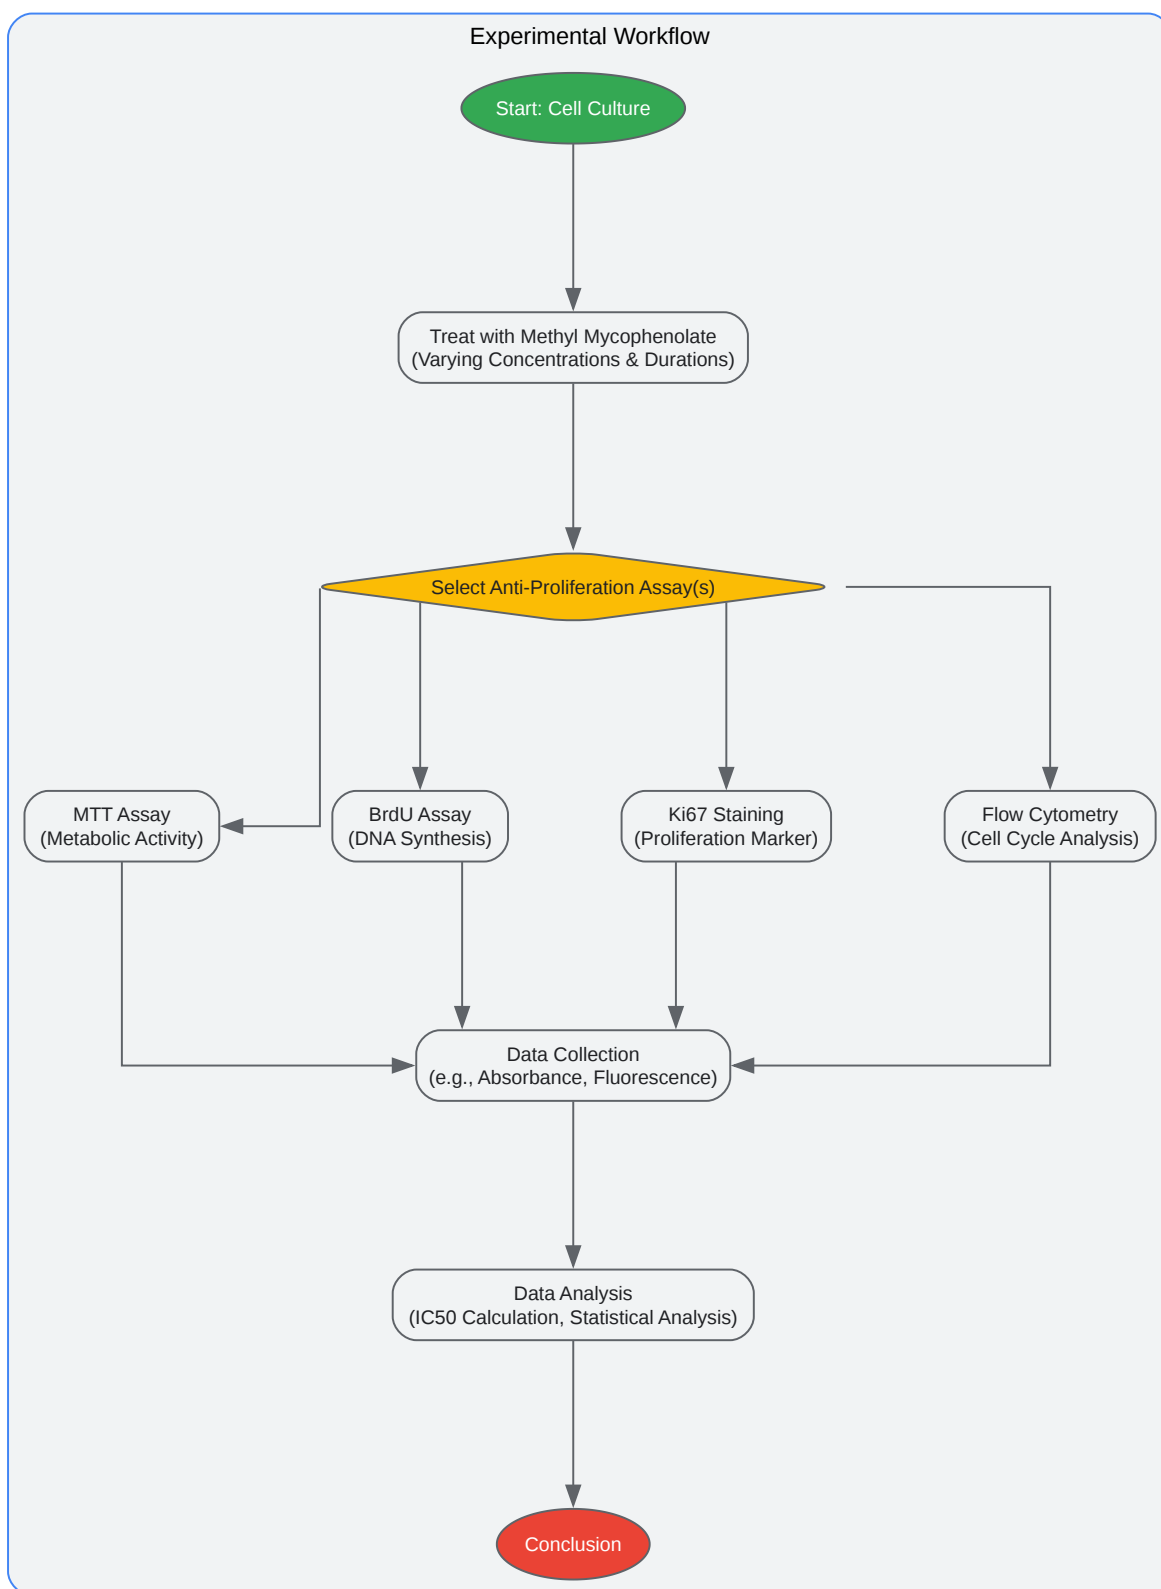 Experimental Workflow
Start: Cell Culture
Treat with Methyl Mycophenolate
(Varying Concentrations & Durations)
Select Anti-Proliferation Assay(s)
MTT Assay
(Metabolic Activity)
BrdU Assay
(DNA Synthesis)
Ki67 Staining
(Proliferation Marker)
Flow Cytometry
(Cell Cycle Analysis)
Data Collection
(e.g., Absorbance, Fluorescence)
Data Analysis
(IC50 Calculation, Statistical Analysis)
Conclusion